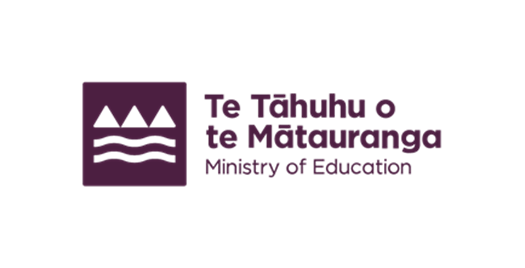 Te Tāhuhu o
te Mātauranga
Ministry of Education